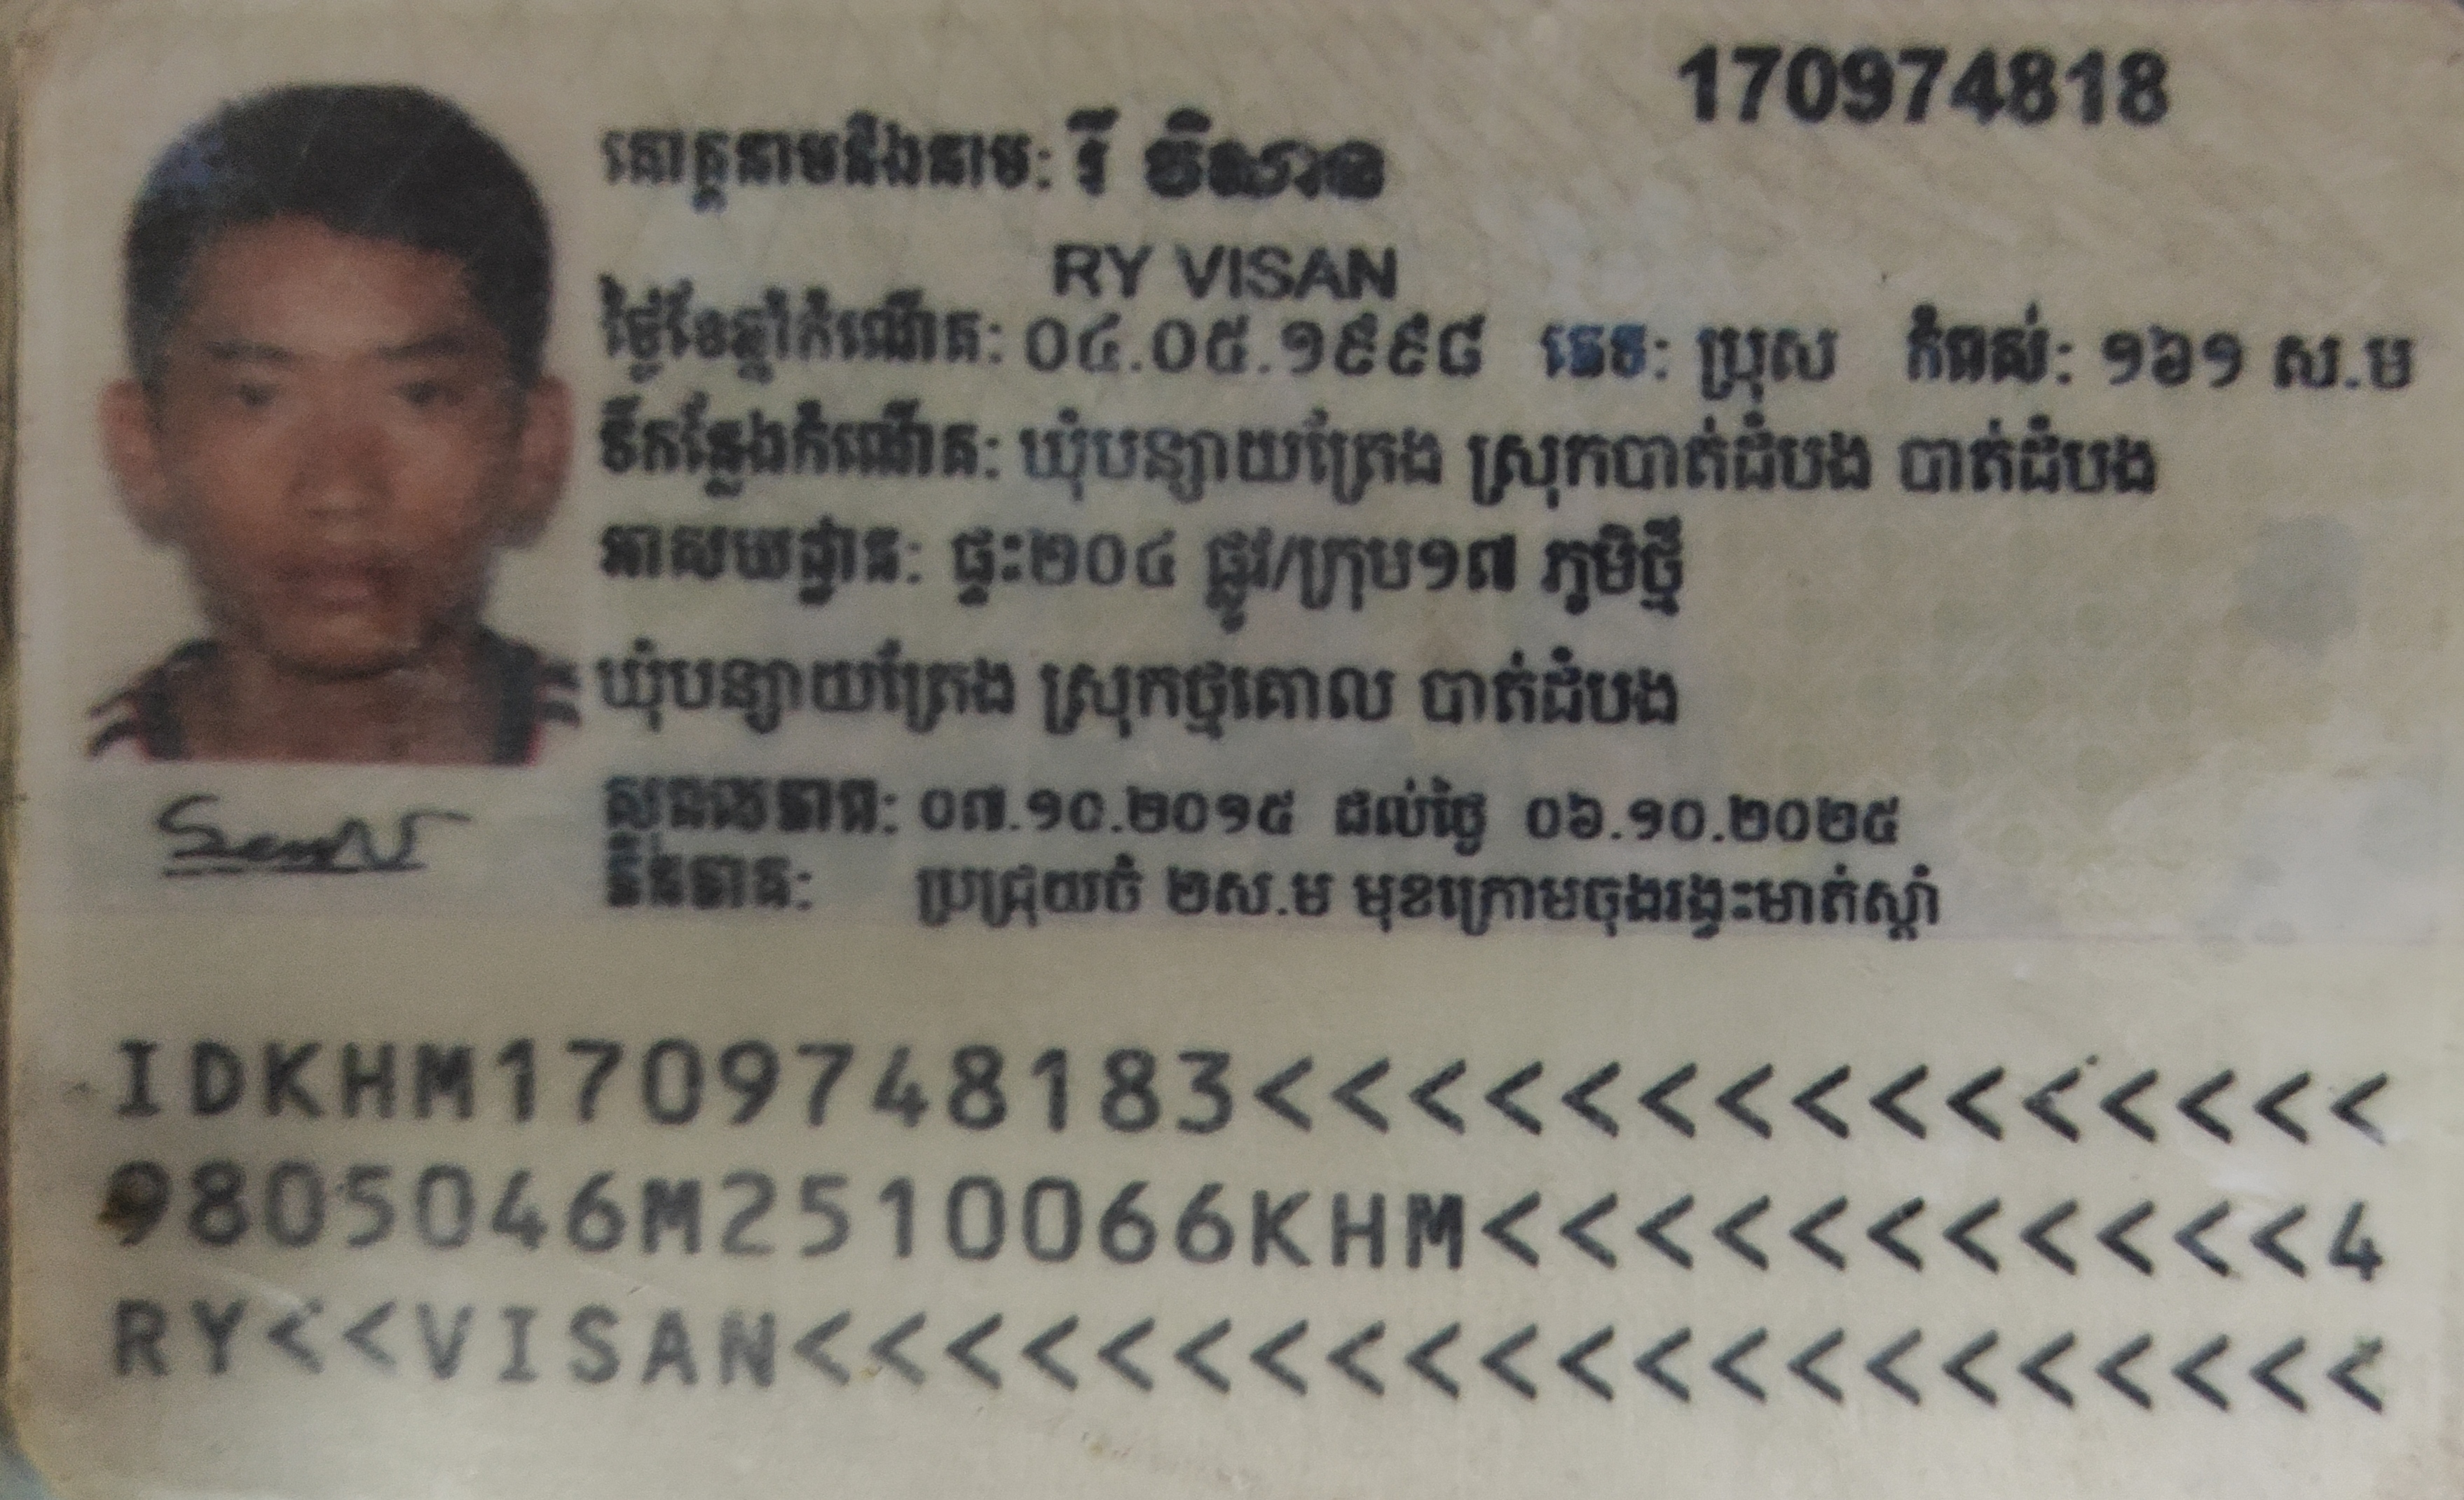 170974818
គោត្តនាមនិងនាម: រី វិសាន
RY VISAN
ថ្ងៃខែឆ្នាំកំណើត: ០៤.០៥.១៩៩៨ ភេទ: ប្រុស កំពស់: ១៦១ ស.ម
ទីកន្លែងកំណើត: ឃុំបន្សាយត្រែង ស្រុកបាត់ដំបង បាត់ដំបង
អាសយដ្ឋាន: ផ្ទះ២០៤ ផ្លូវ/ក្រុម១៧ ភូមិថ្មី
ឃុំបន្សាយត្រែង ស្រុកថ្មគោល បាត់ដំបង
សុពលភាព: ០៧.១០.២០១៥ ដល់ថ្ងៃ ០៦.១០.២០២៥
ភិនភាគ: ប្រជ្រុយចំ ២ស.ម មុខក្រោមចុងរង្វះមាត់ស្តាំ
IDKHM1709748183<<<<<<<<<<<<<<<
9805046M2510066KHM<<<<<<<<<<<4
RY<<VISAN<<<<<<<<<<<<<<<<<<<<<